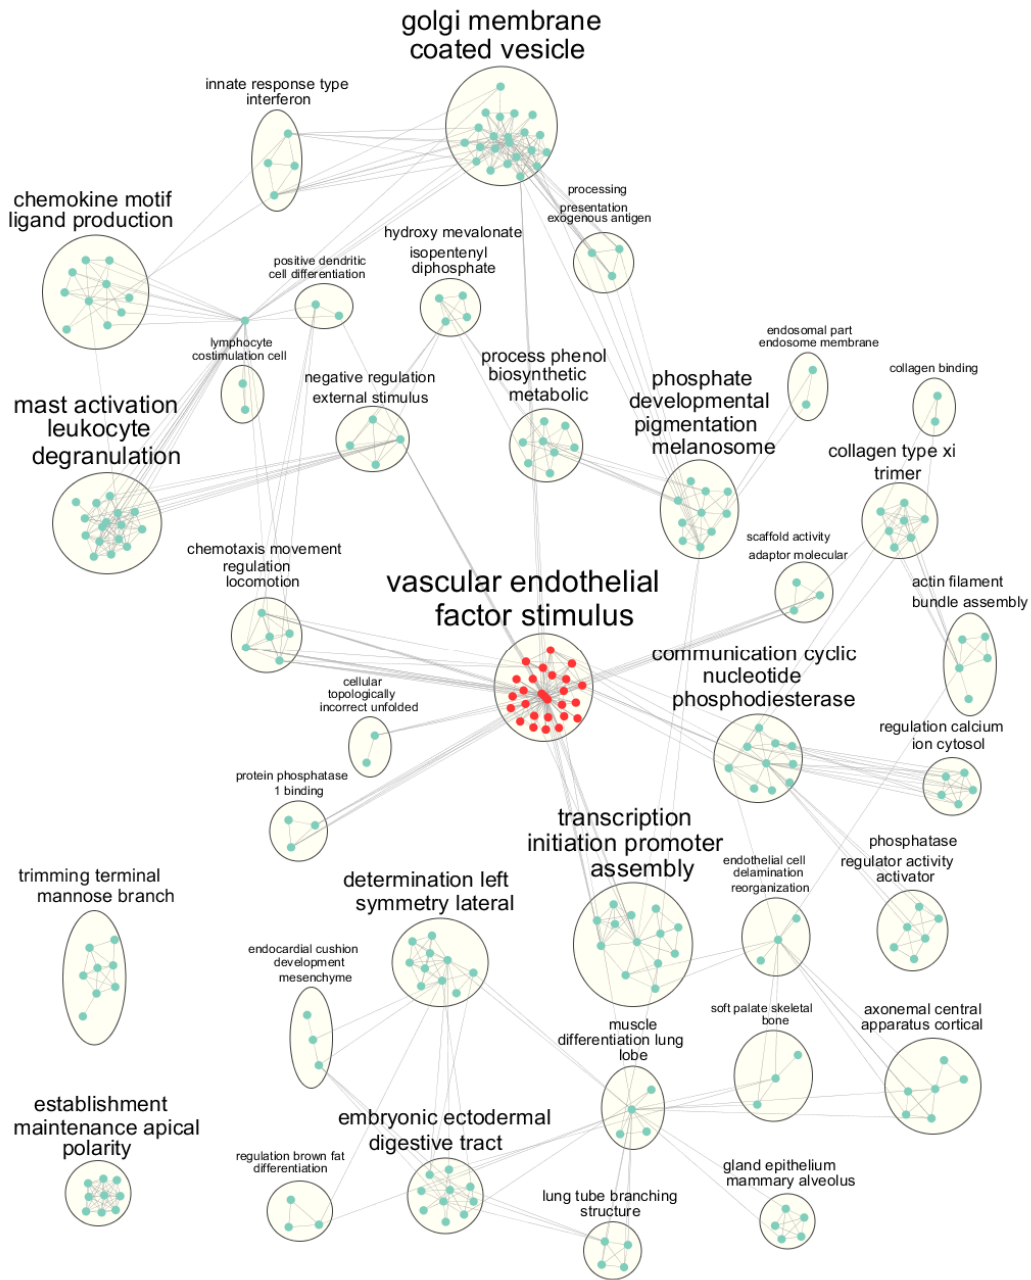 golgi membrane
coated vesicle
innate response type
interferon
chemokine motif
ligand production
processing
presentation
exogenous antigen
hydroxy mevalonate
isopentenyl
diphosphate
positive dendritic
cell differentiation
lymphocyte
costimulation cell
negative regulation
external stimulus
process phenol
biosynthetic
metabolic
phosphate
developmental
pigmentation
melanosome
endosomal part
endosome membrane
collagen binding
mast activation
leukocyte
degranulation
collagen type xi
trimer
chemotaxis movement
regulation
locomotion
vascular endothelial
factor stimulus
scaffold activity
adaptor molecular
actin filament
bundle assembly
communication cyclic
nucleotide
phosphodiesterase
cellular
topologically
incorrect unfolded
regulation calcium
ion cytosol
protein phosphatase
1 binding
transcription
initiation promoter
assembly
phosphatase
regulator activity
activator
endothelial cell
delamination
reorganization
trimming terminal
mannose branch
determination left
symmetry lateral
endocardial cushion
development
mesenchyme
muscle
differentiation lung
lobe
soft palate skeletal
bone
axonemal central
apparatus cortical
establishment
maintenance apical
polarity
embryonic ectodermal
digestive tract
regulation brown fat
differentiation
lung tube branching
structure
gland epithelium
mammary alveolus